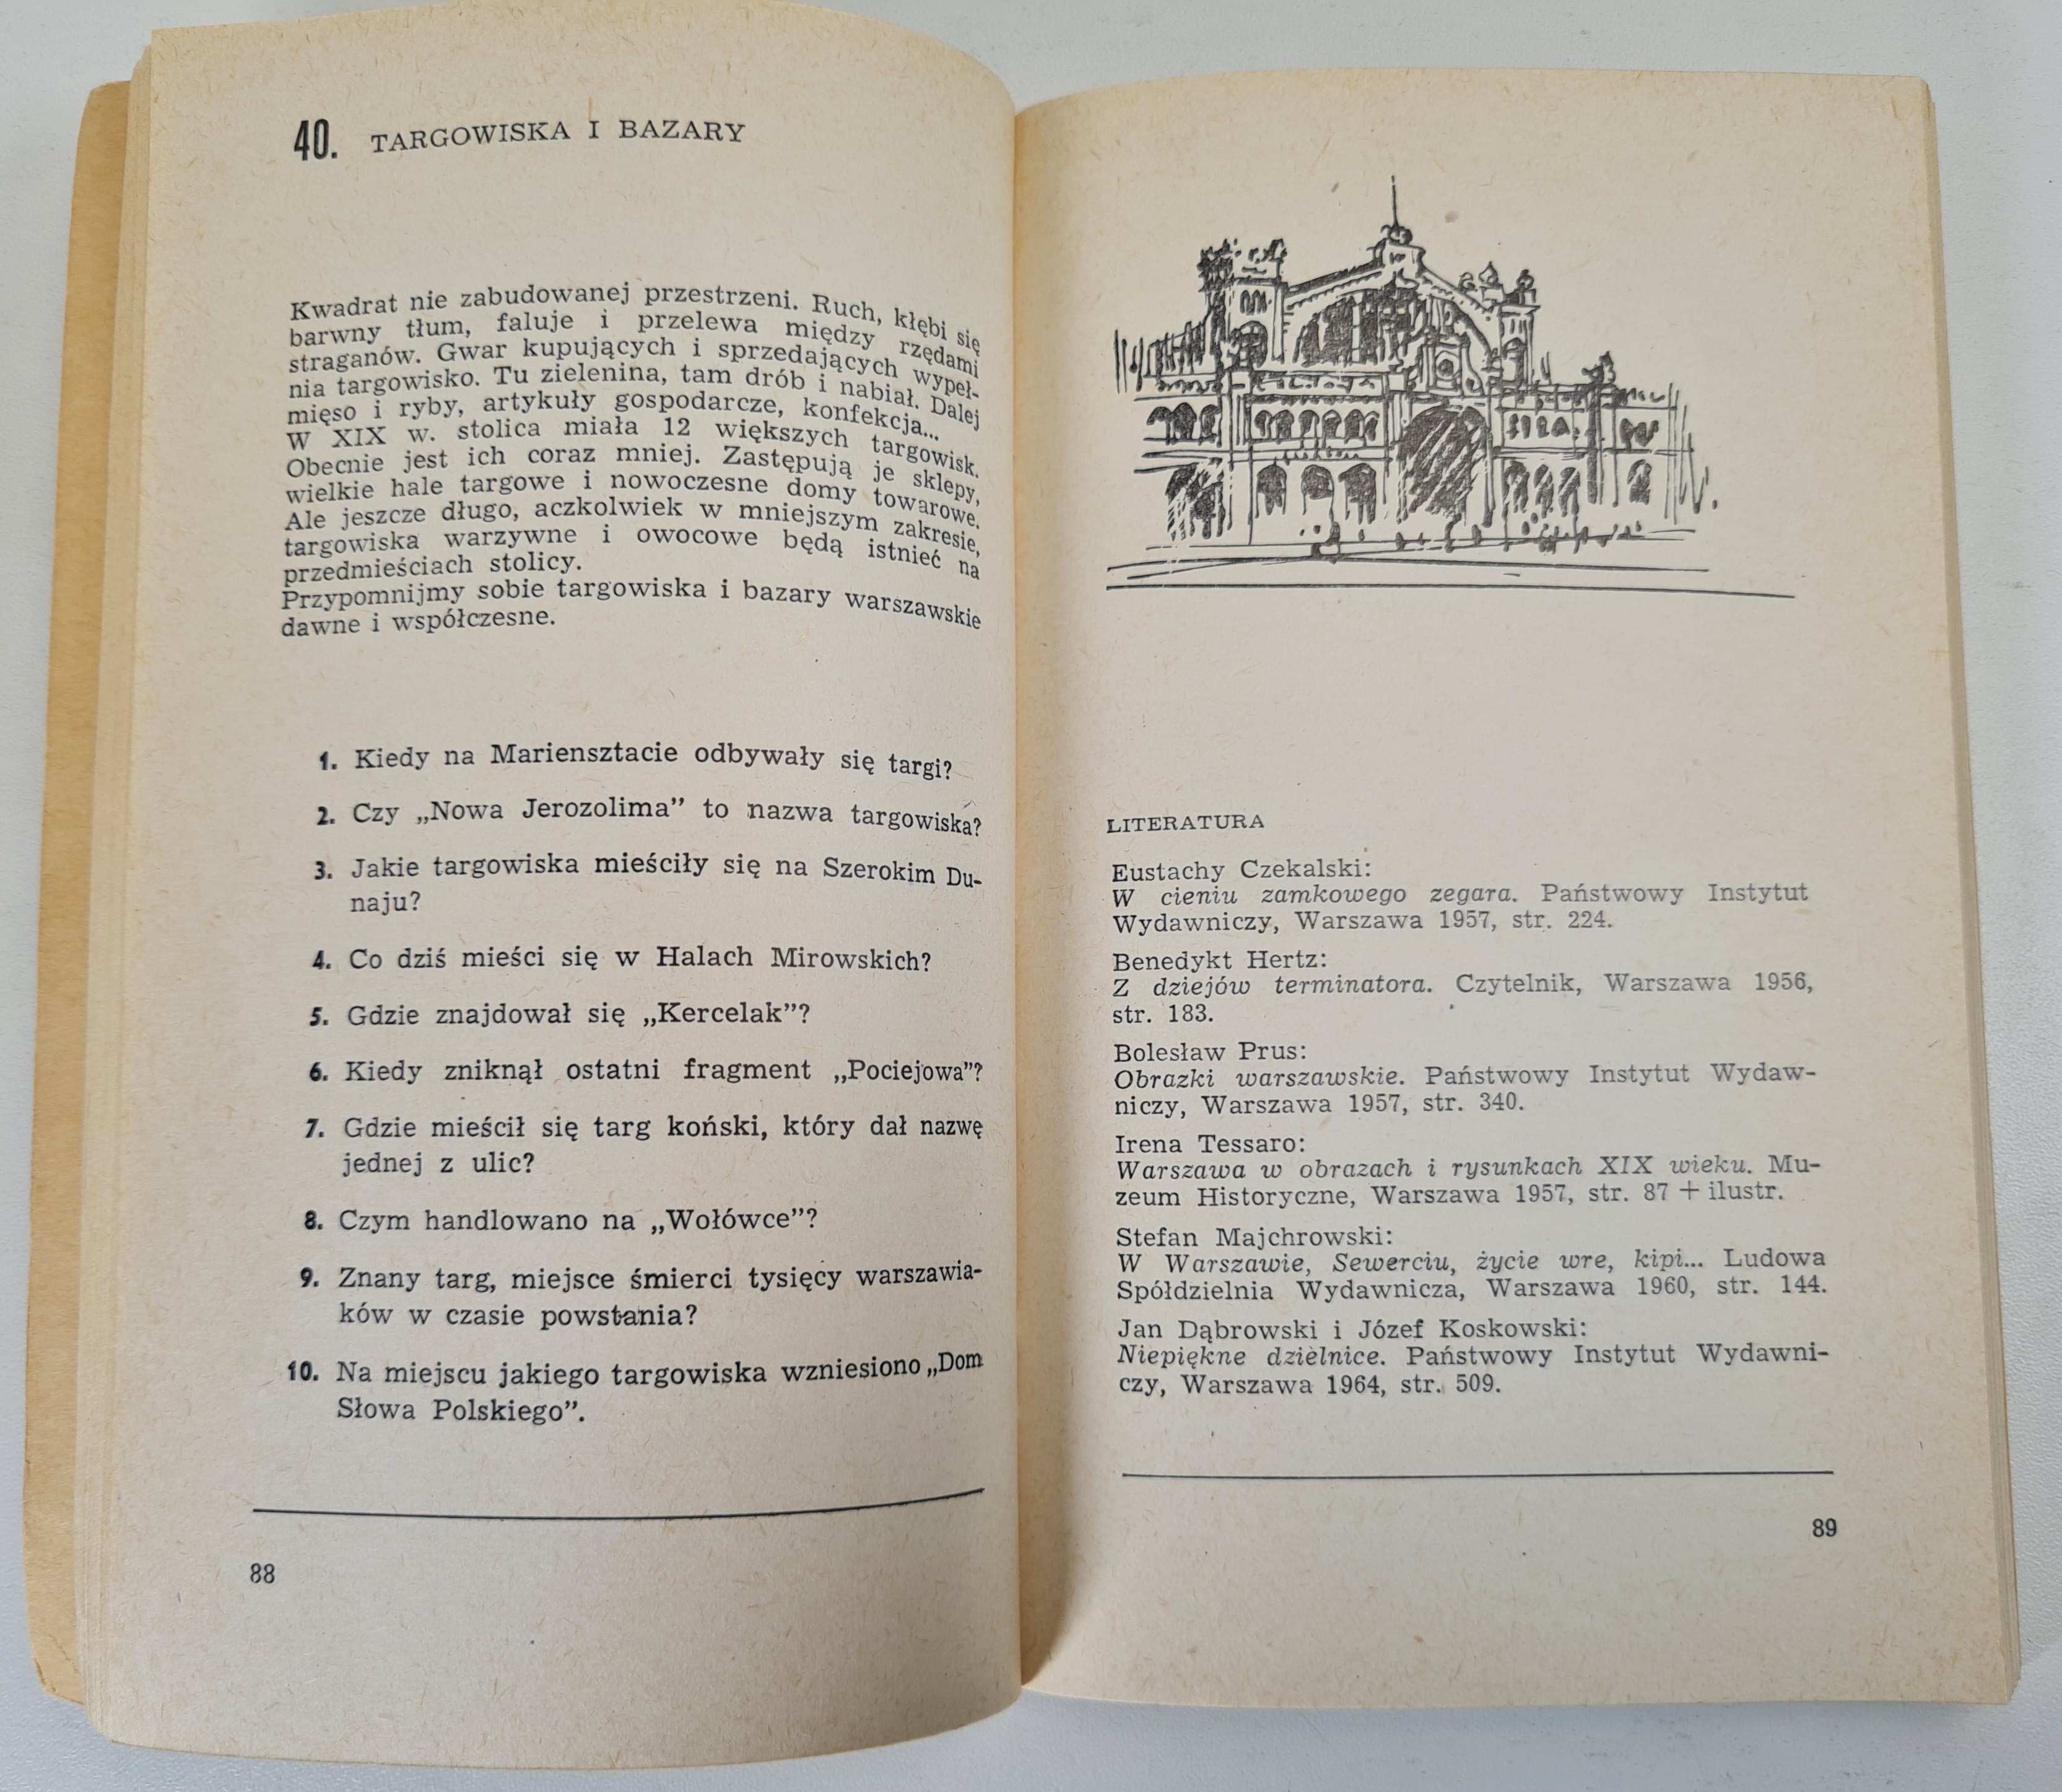 40. TARGOWISKA I BAZARY
Kwadrat nie zabudowanej przestrzeni. Ruch, kłębi się
barwny tłum, faluje i przelewa między rzędami
straganów. Gwar kupujących i sprzedających wypeł-
nia targowisko. Tu zielenina, tam drób i nabiał. Dalej
mięso i ryby, artykuły gospodarcze, konfekcja...
W XIX w. stolica miała 12 większych targowisk.
Obecnie jest ich coraz mniej. Zastępują je sklepy,
wielkie hale targowe i nowoczesne domy towarowe.
Ale jeszcze długo, aczkolwiek w mniejszym zakresie,
targowiska warzywne i owocowe będą istnieć na
przedmieściach stolicy.
Przypomnijmy sobie targowiska i bazary warszawskie
dawne i współczesne.
1. Kiedy na Mariensztacie odbywały się targi?
2. Czy „Nowa Jerozolima” to nazwa targowiska?
3. Jakie targowiska mieściły się na Szerokim Du-
naju?
4. Co dziś mieści się w Halach Mirowskich?
5. Gdzie znajdował się „Kercelak”?
6. Kiedy zniknął ostatni fragment „Pociejowa”?
7. Gdzie mieścił się targ koński, który dał nazwę
jednej z ulic?
8. Czym handlowano na „Wołówce”?
9. Znany targ, miejsce śmierci tysięcy warszawia-
ków w czasie powstania?
10. Na miejscu jakiego targowiska wzniesiono „Dom
Słowa Polskiego”.
88
LITERATURA
Eustachy Czekalski:
W cieniu zamkowego zegara. Państwowy Instytut
Wydawniczy, Warszawa 1957, str. 224.
Benedykt Hertz:
Z dziejów terminatora. Czytelnik, Warszawa 1956,
str. 183.
Bolesław Prus:
Obrazki warszawskie. Państwowy Instytut Wydaw-
niczy, Warszawa 1957, str. 340.
Irena Tessaro:
Warszawa w obrazach i rysunkach XIX wieku. Mu-
zeum Historyczne, Warszawa 1957, str. 87 + ilustr.
Stefan Majchrowski:
W Warszawie, Sewerciu, życie wre, kipi... Ludowa
Spółdzielnia Wydawnicza, Warszawa 1960, str. 144.
Jan Dąbrowski i Józef Koskowski:
Niepiękne dzielnice. Państwowy Instytut Wydawni-
czy, Warszawa 1964, str. 509.
89